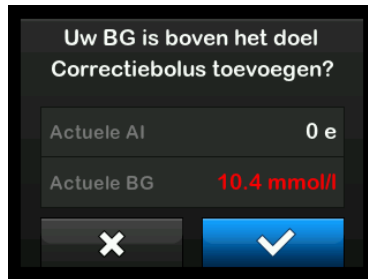 Uw BG is boven het doel
Correctiebolus toevoegen?
Actuele AI 0 e
Actuele BG 10.4 mmol/l